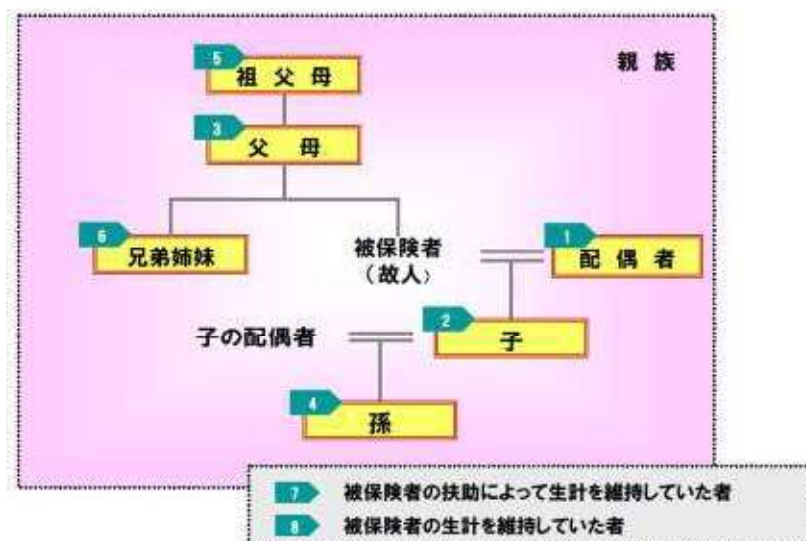 親族
5
祖父母
3
父母
6
兄弟姉妹
被保険者
（故人）
1
配偶者
2
子
子の配偶者
4
孫
7 被保険者の扶助によって生計を維持していた者
8 被保険者の生計を維持していた者